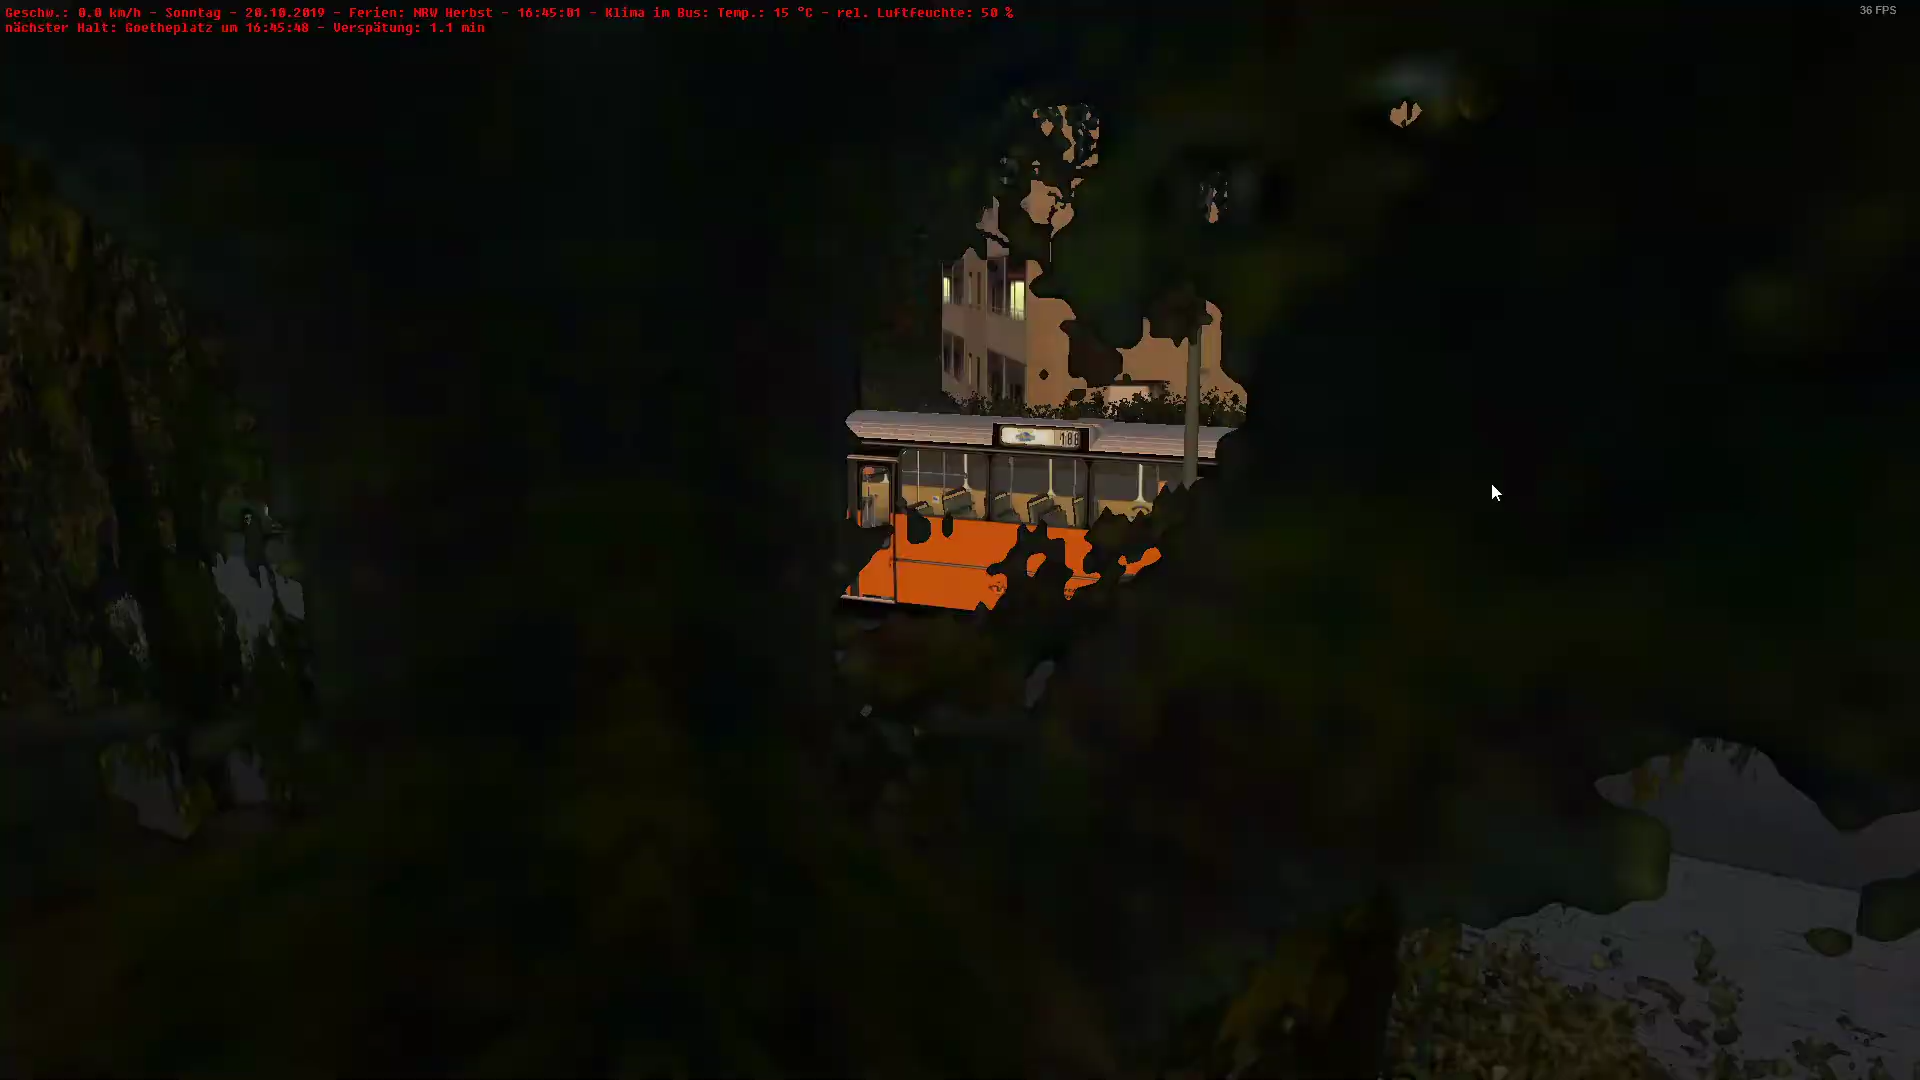 Geschw.: 0.0 km/h - Sonntag - 20.10.2019 - Ferien: NRW Herbst - 16:45:01 - Klima im Bus: Temp.: 15 °C - rel. Luftfeuchte: 50 %
36 FPS
nächster Halt: Goetheplatz um 16:45:48 - Verspätung: 1.1 min
188